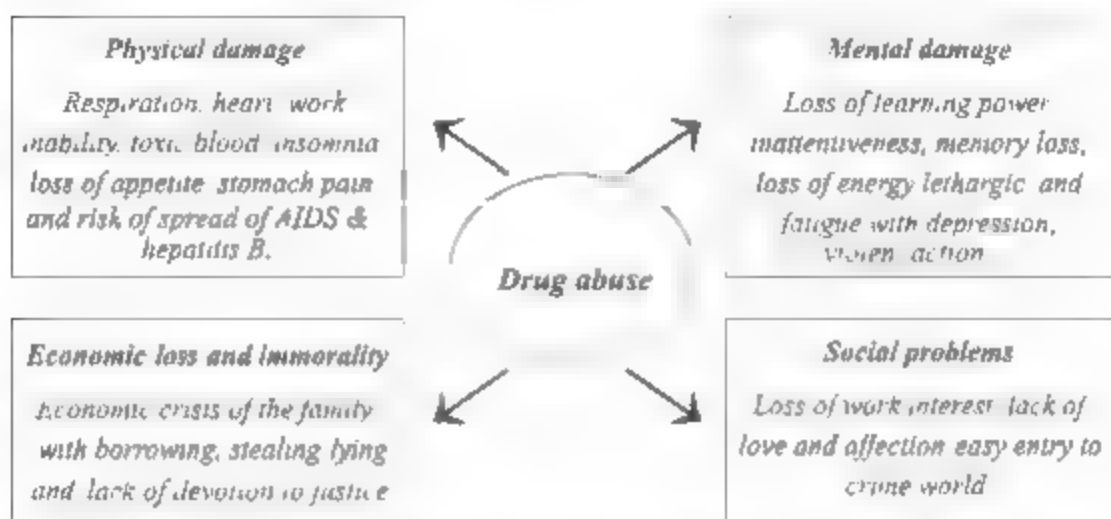 Physical damage
Respiration, heart work
inability, toxic blood insomnia
loss of appetite stomach pain
and risk of spread of AIDS &
hepatitis B.
Mental damage
Loss of learning power
inattentiveness, memory loss,
loss of energy lethargic and
fatigue with depression,
violent action
Drug abuse
Economic loss and immorality
Economic crisis of the family
with borrowing, stealing lying
and lack of devotion to justice
Social problems
Loss of work interest lack of
love and affection easy entry to
crime world